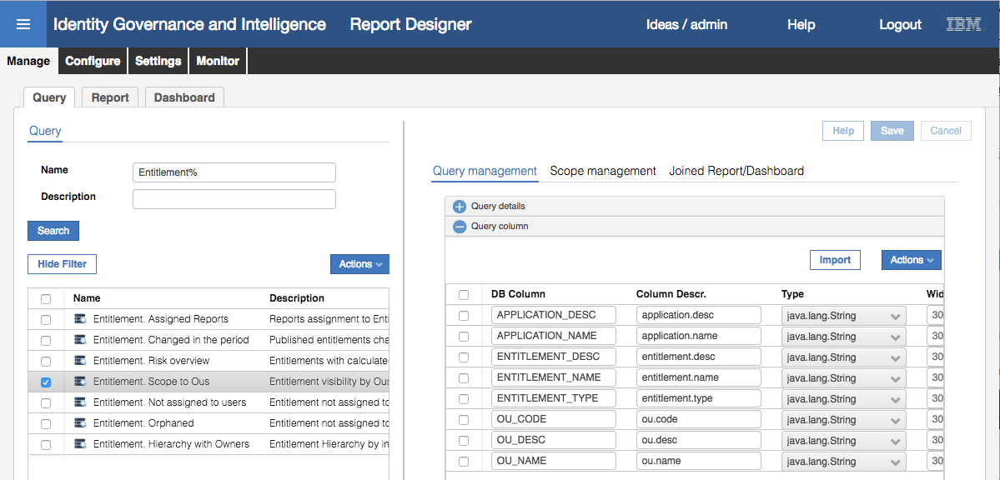 Identity Governance and Intelligence Report Designer Ideas / admin Help Logout IBM
Manage Configure Settings Monitor
Query Report Dashboard
Query
Name Entitlement%
Description
Search
Hide Filter Actions
Name Description
Entitlement. Assigned Reports Reports assignment to Enti
Entitlement. Changed in the period Published entitlements cha
Entitlement. Risk overview Entitlements with calculate
Entitlement. Scope to Ous Entitlement visibility by Ous
Entitlement. Not assigned to users Entitlement not assigned to
Entitlement. Orphaned Entitlement not assigned to
Entitlement. Hierarchy with Owners Entitlement Hierarchy by in
Help Save Cancel
Query management Scope management Joined Report/Dashboard
Query details
Query column
Import Actions
DB Column Column Descr. Type Wid
APPLICATION_DESC application.desc java.lang.String 30
APPLICATION_NAME application.name java.lang.String 30
ENTITLEMENT_DESC entitlement.desc java.lang.String 30
ENTITLEMENT_NAME entitlement.name java.lang.String 30
ENTITLEMENT_TYPE entitlement.type java.lang.String 30
OU_CODE ou.code java.lang.String 30
OU_DESC ou.desc java.lang.String 30
OU_NAME ou.name java.lang.String 30